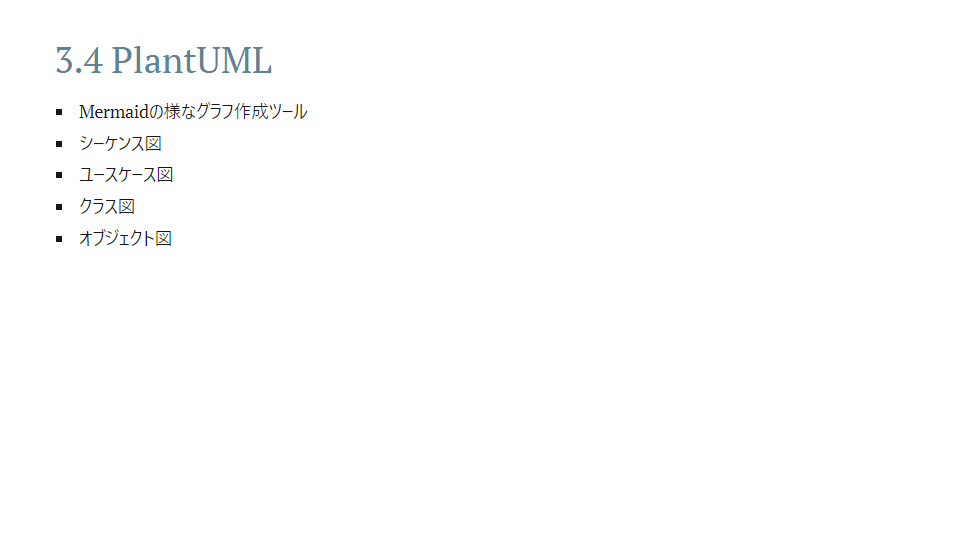 3.4 PlantUML
Mermaidの様なグラフ作成ツール
シーケンス図
ユースケース図
クラス図
オブジェクト図